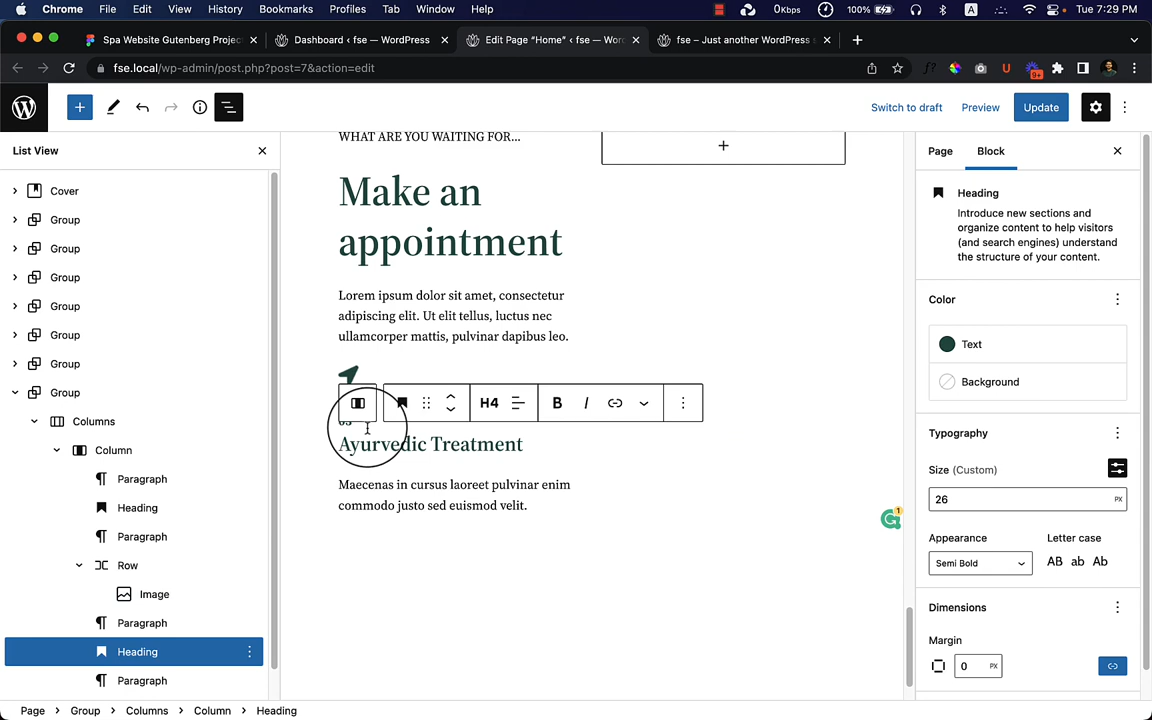 Chrome File Edit View History Bookmarks Profiles Tab Window Help 0Kbps 100% A Tue 7:29 PM
Spa Website Gutenberg Projec
Dashboard ‹ fse — WordPress
Edit Page “Home” ‹ fse — Wor
fse – Just another WordPress s
fse.local/wp-admin/post.php?post=7&action=edit
9+
Switch to draft Preview Update
List View
Cover
Group
Group
Group
Group
Group
Group
Group
Columns
Column
Paragraph
Heading
Paragraph
Row
Image
Paragraph
Heading
Paragraph
WHAT ARE YOU WAITING FOR...
Make an
appointment
Lorem ipsum dolor sit amet, consectetur
adipiscing elit. Ut elit tellus, luctus nec
ullamcorper mattis, pulvinar dapibus leo.
H4 B I
Ayurvedic Treatment
Maecenas in cursus laoreet pulvinar enim
commodo justo sed euismod velit.
1
Page Block
Heading
Introduce new sections and
organize content to help visitors
(and search engines) understand
the structure of your content.
Color
Text
Background
Typography
Size (Custom)
26 PX
Appearance Letter case
Semi Bold AB ab Ab
Dimensions
Margin
0 PX
Page > Group > Columns > Column > Heading